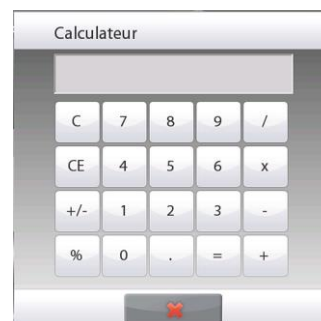 Calculateur
C 7 8 9 /
CE 4 5 6 x
+/- 1 2 3 -
% 0 . = +